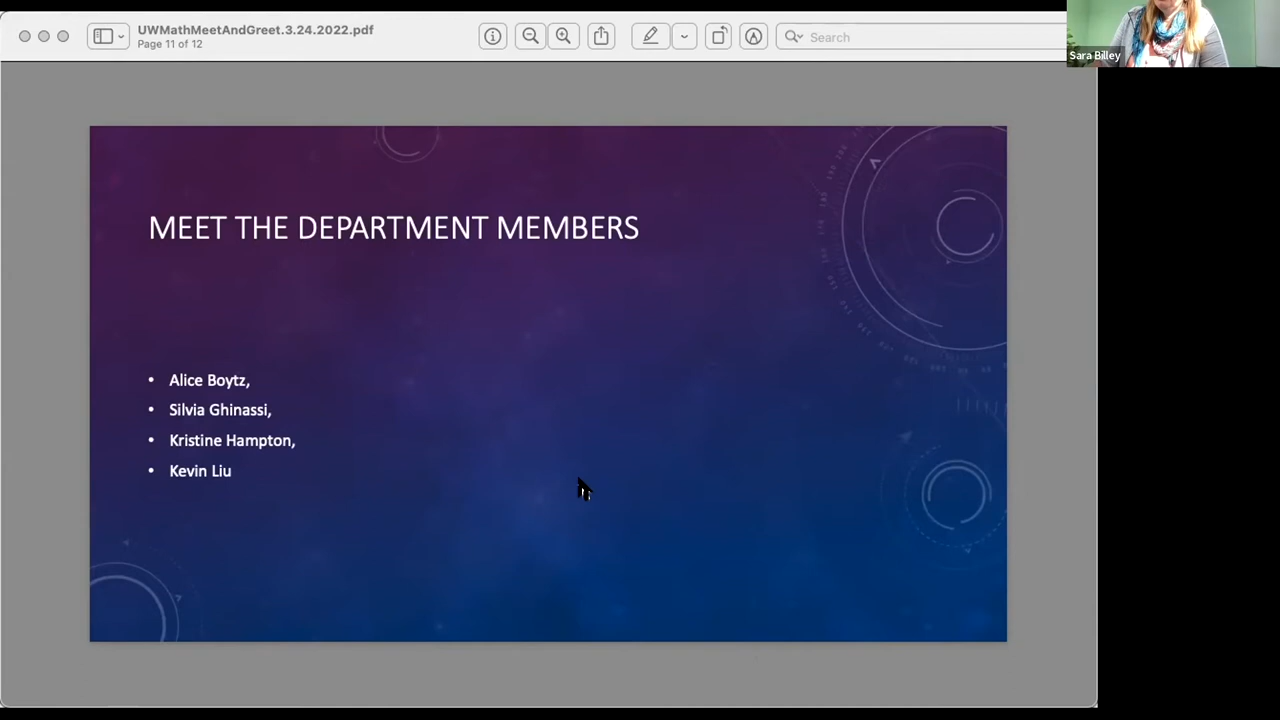 UWMathMeetAndGreet.3.24.2022.pdf
Page 11 of 12
Search
Sara Billey
MEET THE DEPARTMENT MEMBERS
• Alice Boytz,
• Silvia Ghinassi,
• Kristine Hampton,
• Kevin Liu